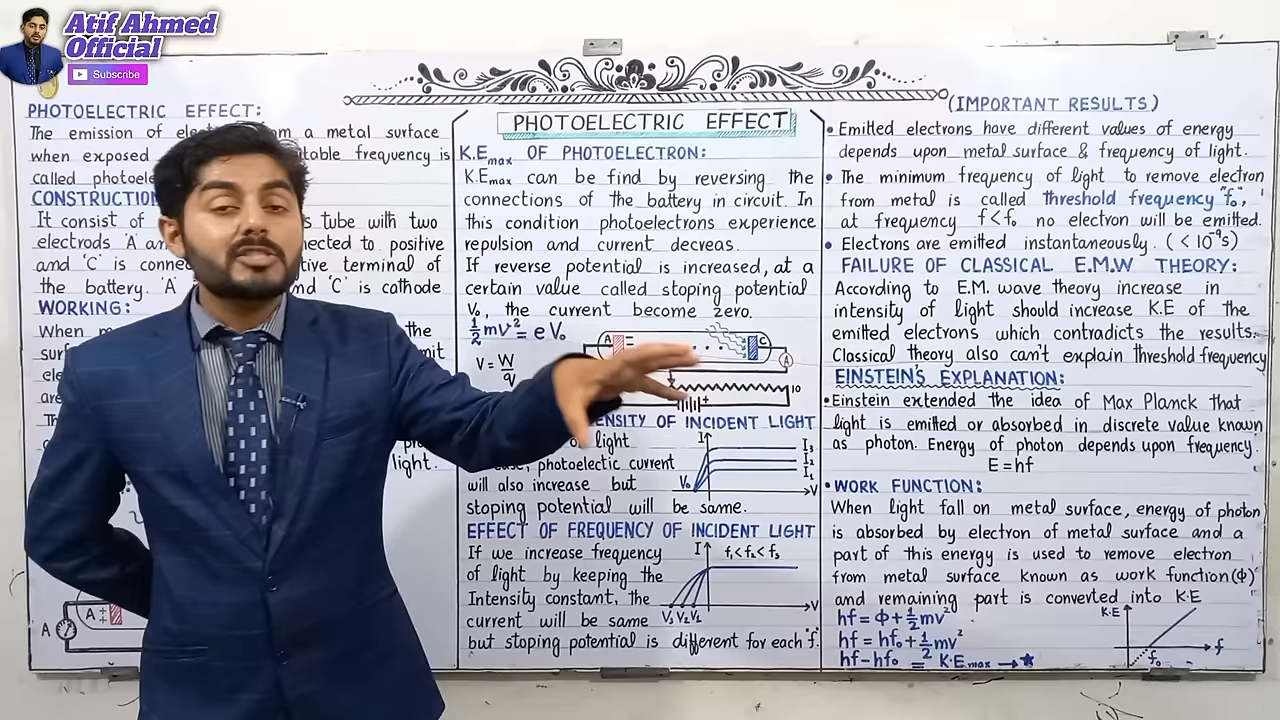 Atif Ahmed
Official
Subscribe
PHOTOELECTRIC EFFECT:
The emission of a metal surface
when exposed frequency is
called
CONSTRUCTION
It consist of tube with two
electrods 'A' to positive
and 'C' is terminal of
the battery. 'A' 'C' is cathode
WORKING:
When the
light.
A
A
PHOTOELECTRIC EFFECT
K.Emax OF PHOTOELECTRON:
K.Emax can be find by reversing the
connections of the battery in circuit. In
this condition photoelectrons experience
repulsion and current decreas.
If reverse potential is increased, at a
certain value called stoping potential
V₀, the current become zero.
½mv² = eV₀
V = W/q
A
C
A
10
INTENSITY OF INCIDENT LIGHT
of light
photoelectic current
will also increase but
stoping potential will be same.
I
I₃
I₂
I₁
V₀
V
EFFECT OF FREQUENCY OF INCIDENT LIGHT
If we increase frequency
of light by keeping the
Intensity constant, the
current will be same
but stoping potential is different for each 'f'.
I
f₁<f₂<f₃
V₃ V₂ V₁
V
(IMPORTANT RESULTS)
• Emitted electrons have different values of energy
depends upon metal surface & frequency of light.
• The minimum frequency of light to remove electron
from metal is called threshold frequency "f₀",
at frequency f<f₀ no electron will be emitted.
• Electrons are emitted instantaneously. (<10⁻⁹s)
FAILURE OF CLASSICAL E.M.W THEORY:
According to E.M. wave theory increase in
intensity of light should increase K.E of the
emitted electrons which contradicts the results.
Classical theory also can't explain threshold frequency
EINSTEIN'S EXPLANATION:
• Einstein extended the idea of Max Planck that
light is emitted or absorbed in discrete value known
as photon. Energy of photon depends upon frequency.
E = hf
• WORK FUNCTION:
When light fall on metal surface, energy of photon
is absorbed by electron of metal surface and a
part of this energy is used to remove electron
from metal surface known as work function(Φ)
and remaining part is converted into K.E
hf = Φ + ½mv²
hf = hf₀ + ½mv²
hf - hf₀ = K.Emax → ★
K.E
f₀
f